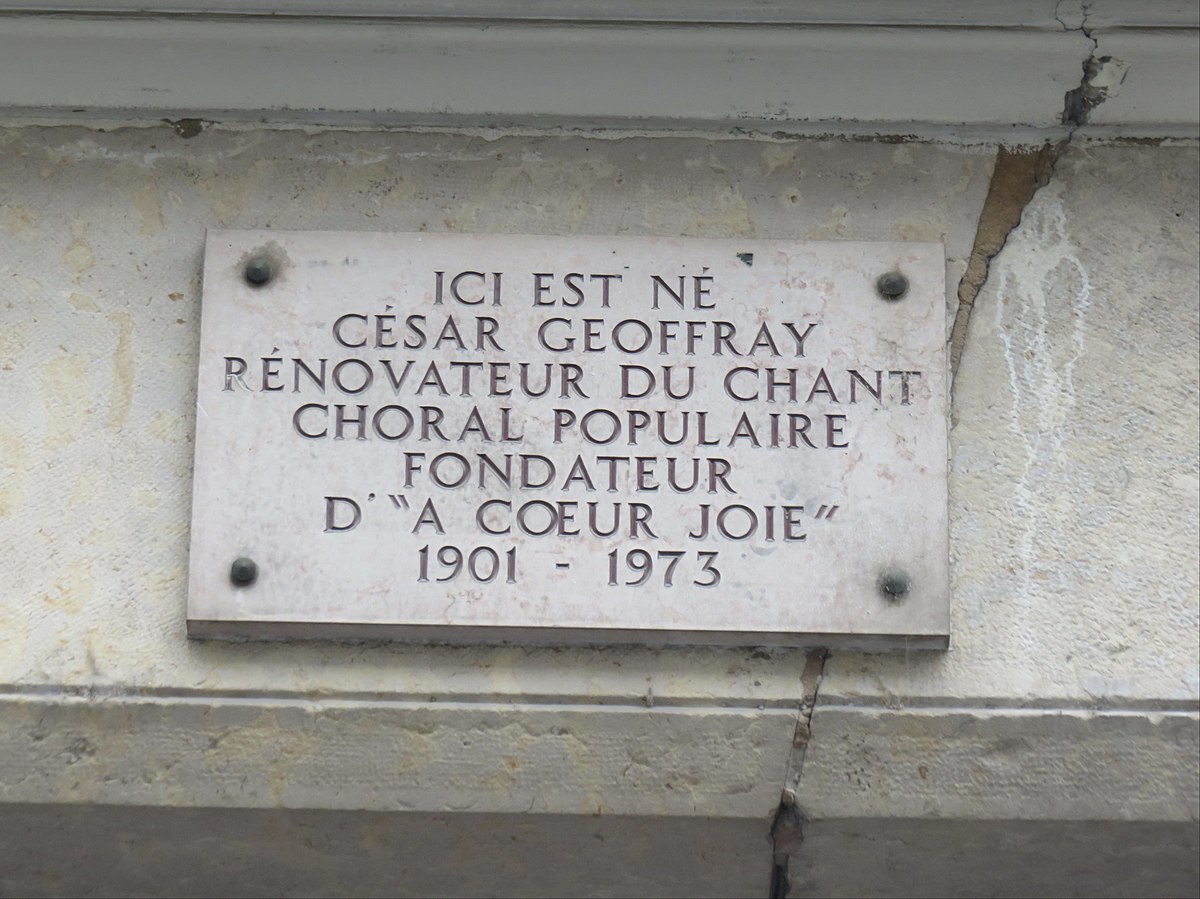 ICI EST NÉ
CÉSAR GEOFFRAY
RÉNOVATEUR DU CHANT
CHORAL POPULAIRE
FONDATEUR
D' "A CŒUR JOIE"
1901 - 1973